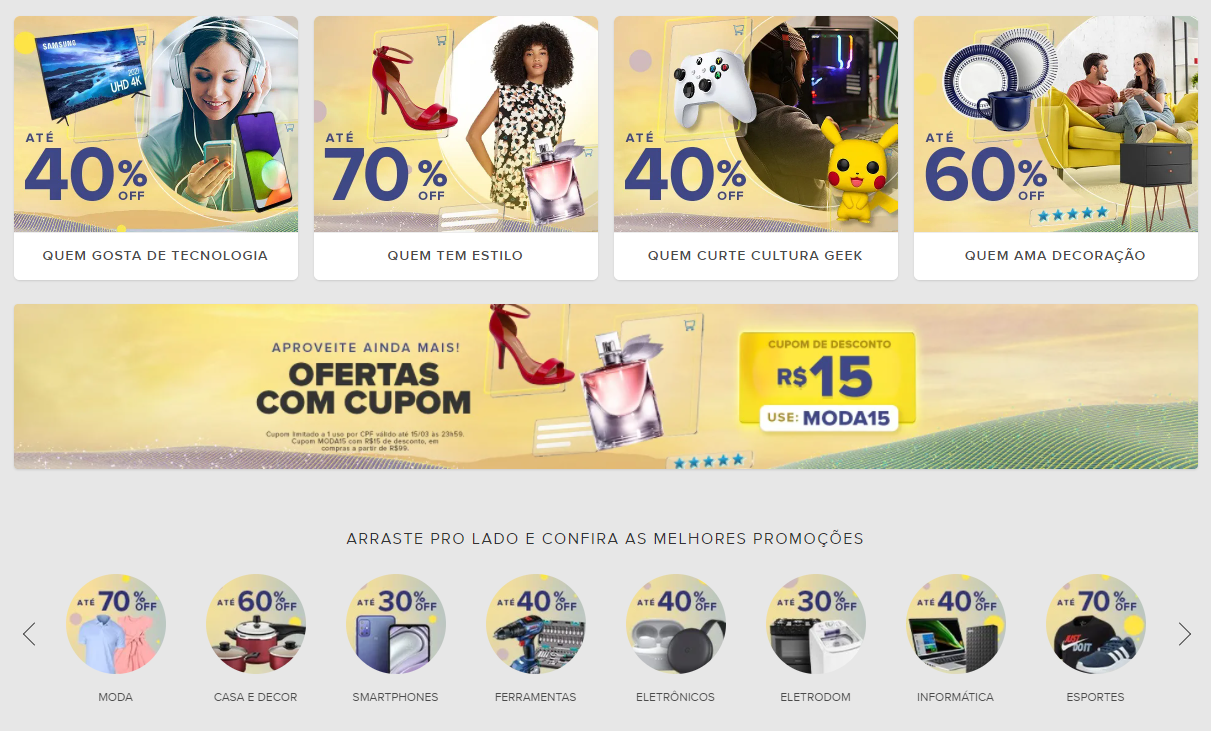 SAMSUNG
2021
UHD 4K
ATÉ
40%
OFF
QUEM GOSTA DE TECNOLOGIA
ATÉ
70%
OFF
QUEM TEM ESTILO
ATÉ
40%
OFF
QUEM CURTE CULTURA GEEK
ATÉ
60%
OFF
QUEM AMA DECORAÇÃO
APROVEITE AINDA MAIS!
OFERTAS
COM CUPOM
Cupom limitado a 1 uso por CPF válido até 15/03 às 23h59.
Cupom MODA15 com R$15 de desconto, em
compras a partir de R$99.
CUPOM DE DESCONTO
R$15
USE: MODA15
ARRASTE PRO LADO E CONFIRA AS MELHORES PROMOÇÕES
ATÉ 70% OFF
MODA
ATÉ 60% OFF
CASA E DECOR
ATÉ 30% OFF
SMARTPHONES
ATÉ 40% OFF
FERRAMENTAS
ATÉ 40% OFF
ELETRÔNICOS
ATÉ 30% OFF
ELETRODOM
ATÉ 40% OFF
INFORMÁTICA
ATÉ 70% OFF
JUST
DO IT
ESPORTES